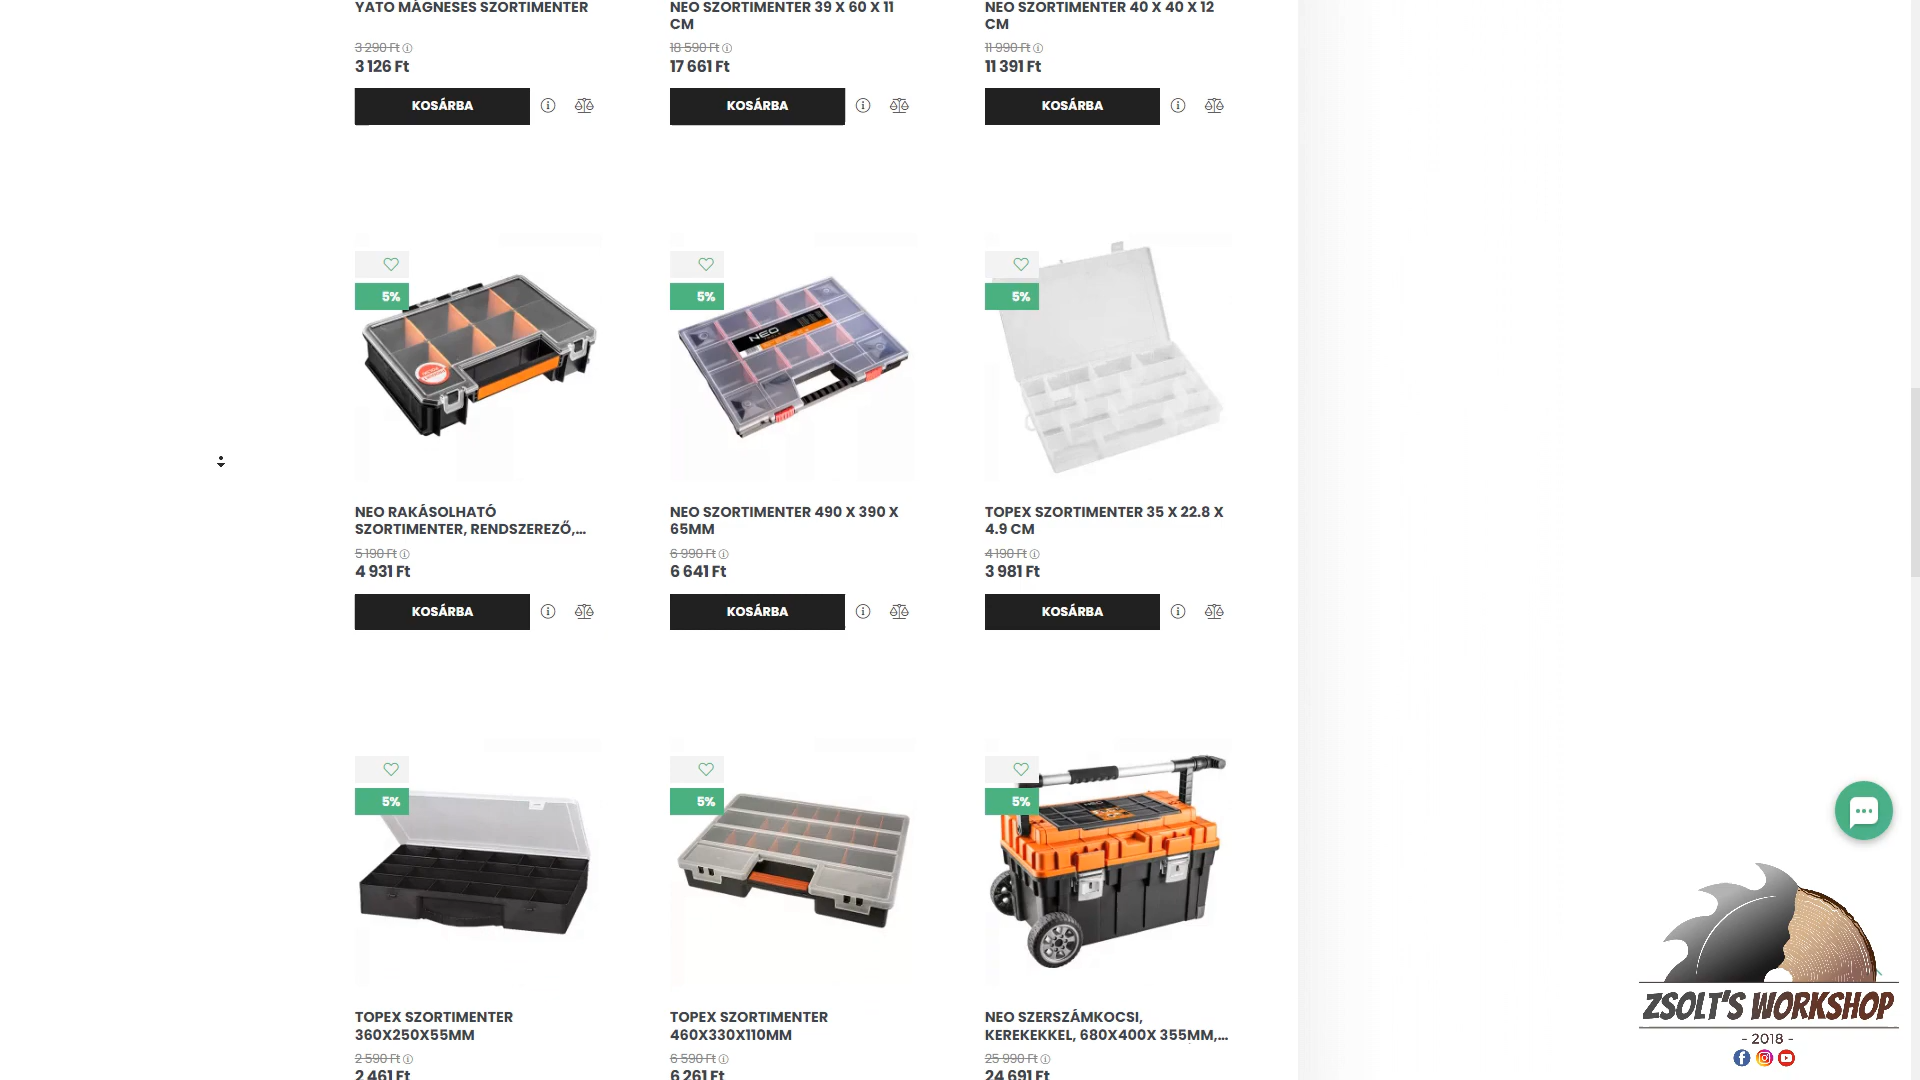 YATO MÁGNESES SZORTIMENTER
3 290 Ft
3 126 Ft
KOSÁRBA
NEO SZORTIMENTER 39 X 60 X 11
CM
18 590 Ft
17 661 Ft
KOSÁRBA
NEO SZORTIMENTER 40 X 40 X 12
CM
11 990 Ft
11 391 Ft
KOSÁRBA
5%
NEO RAKÁSOLHATÓ
SZORTIMENTER, RENDSZEREZŐ,...
5 190 Ft
4 931 Ft
KOSÁRBA
5%
NEO
NEO SZORTIMENTER 490 X 390 X
65MM
6 990 Ft
6 641 Ft
KOSÁRBA
5%
TOPEX SZORTIMENTER 35 X 22.8 X
4.9 CM
4 190 Ft
3 981 Ft
KOSÁRBA
5%
TOPEX SZORTIMENTER
360X250X55MM
2 590 Ft
2 461 Ft
5%
TOPEX SZORTIMENTER
460X330X110MM
6 590 Ft
6 261 Ft
5%
NEO SZERSZÁMKOCSI,
KEREKEKKEL, 680X400X 355MM,...
25 990 Ft
24 691 Ft
ZSOLT'S WORKSHOP
- 2018 -